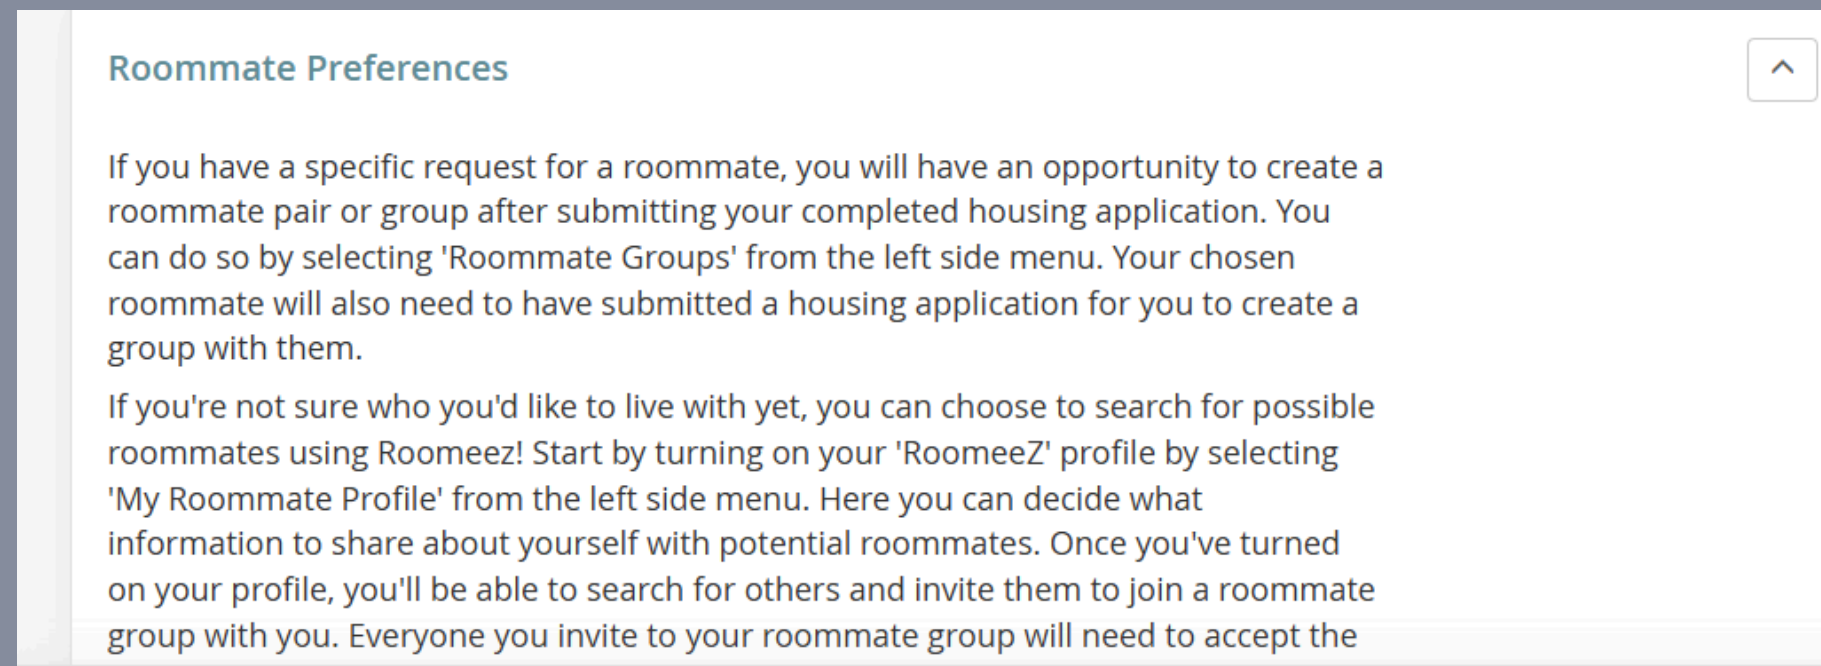 Roommate Preferences
If you have a specific request for a roommate, you will have an opportunity to create a
roommate pair or group after submitting your completed housing application. You
can do so by selecting 'Roommate Groups' from the left side menu. Your chosen
roommate will also need to have submitted a housing application for you to create a
group with them.
If you're not sure who you'd like to live with yet, you can choose to search for possible
roommates using Roomeez! Start by turning on your 'RoomeeZ' profile by selecting
'My Roommate Profile' from the left side menu. Here you can decide what
information to share about yourself with potential roommates. Once you've turned
on your profile, you'll be able to search for others and invite them to join a roommate
group with you. Everyone you invite to your roommate group will need to accept the